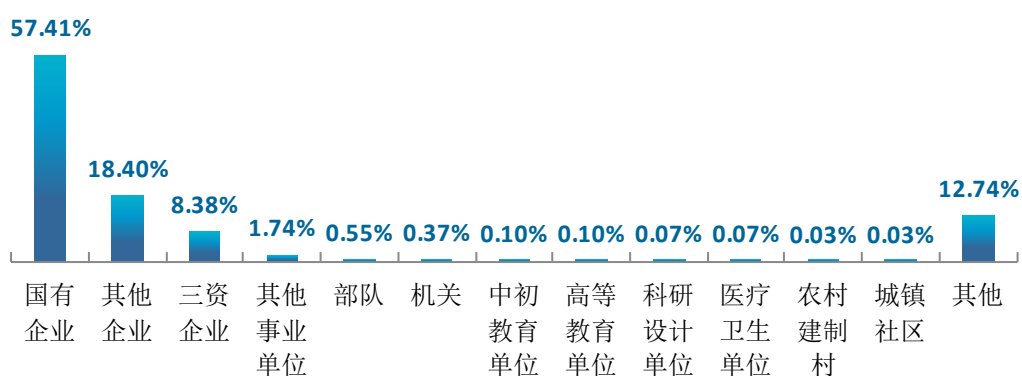 57.41%
18.40%
8.38%
1.74%
0.55%
0.37%
0.10%
0.10%
0.07%
0.07%
0.03%
0.03%
12.74%
国有
企业
其他
企业
三资
企业
其他
事业
单位
部队
机关
中初
教育
单位
高等
教育
单位
科研
设计
单位
医疗
卫生
单位
农村
建制
村
城镇
社区
其他